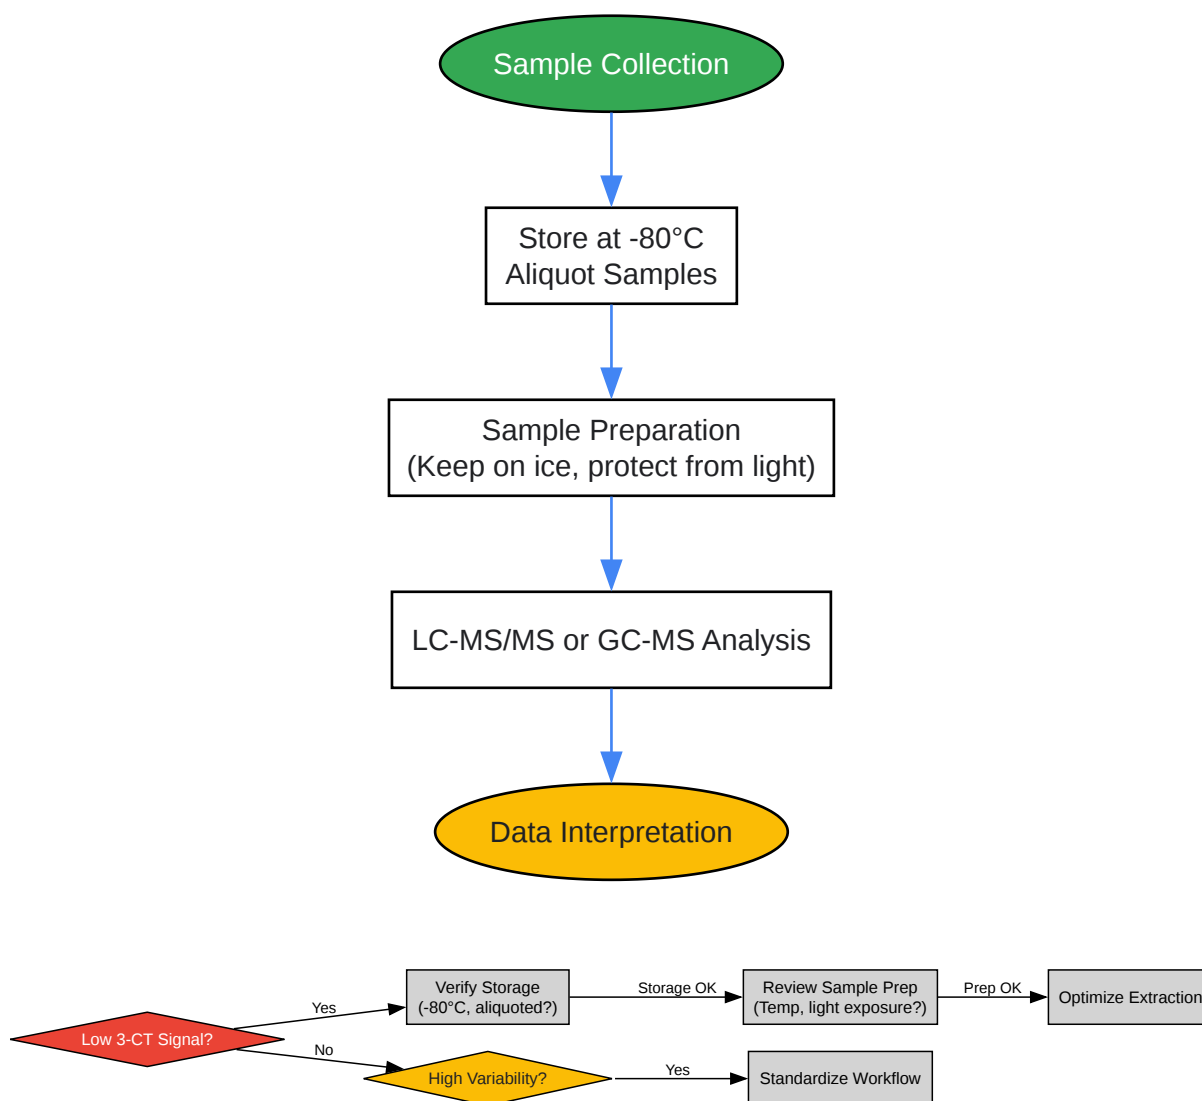 Sample Collection
Store at -80°C
Aliquot Samples
Sample Preparation
(Keep on ice, protect from light)
LC-MS/MS or GC-MS Analysis
Data Interpretation
Low 3-CT Signal?
Yes
Verify Storage
(-80°C, aliquoted?)
Storage OK
Review Sample Prep
(Temp, light exposure?)
Prep OK
Optimize Extraction
No
High Variability?
Yes
Standardize Workflow